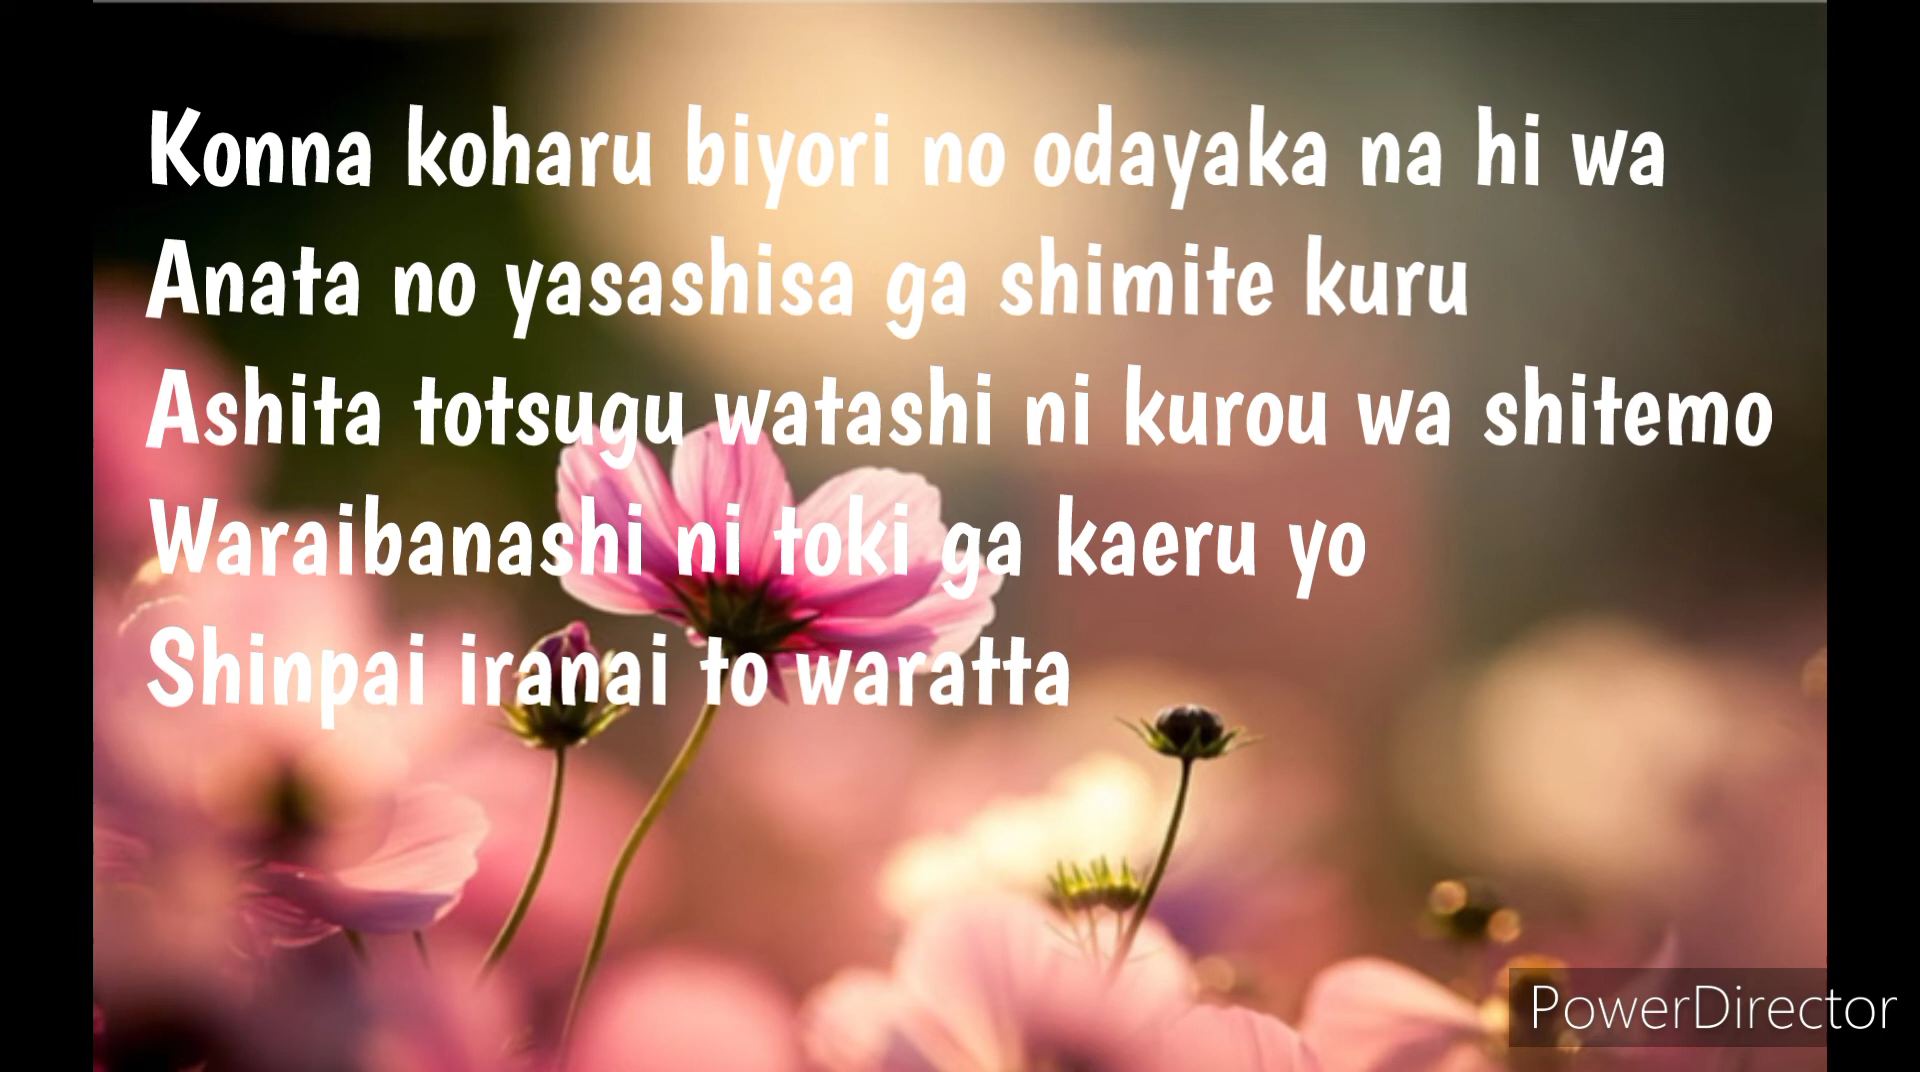 Konna koharu biyori no odayaka na hi wa
Anata no yasashisa ga shimite kuru
Ashita totsugu watashi ni kurou wa shitemo
Waraibanashi ni toki ga kaeru yo
Shinpai iranai to waratta
PowerDirector